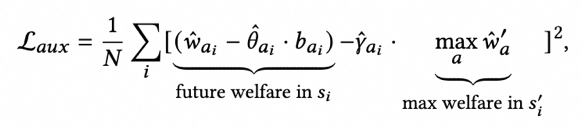 ℒ_aux = 1/N ∑_i [(ŵ_{a_i} − θ̂_{a_i} · b_{a_i}) − γ̂_{a_i} · max_a ŵ′_a ]²,
future welfare in s_i
max welfare in s′_i